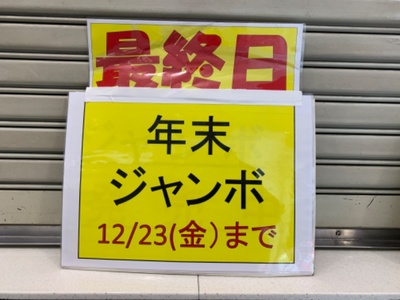 最終日
年末
ジャンボ
12/23(金)まで